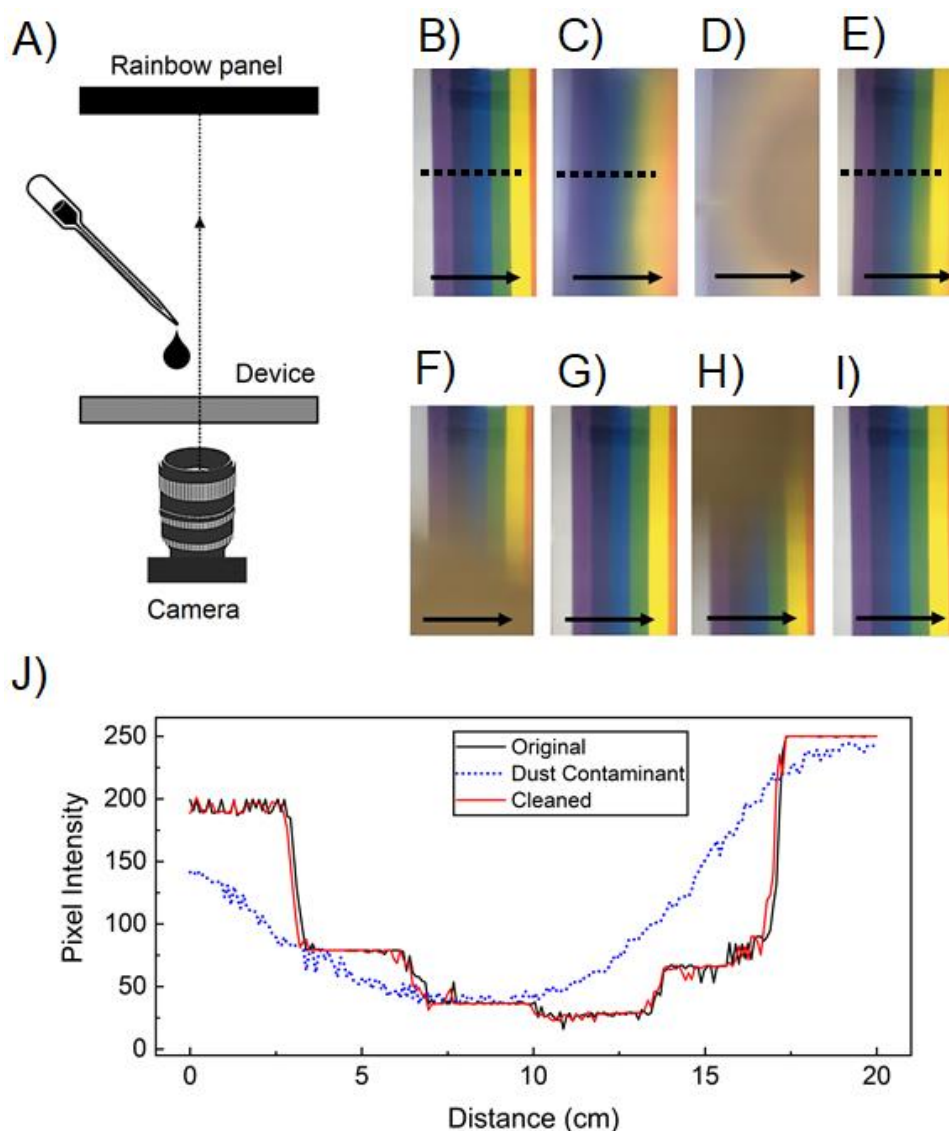 A)
Rainbow panel
Device
Camera
B)
C)
D)
E)
F)
G)
H)
I)
J)
Original
Dust Contaminant
Cleaned
Pixel Intensity
250
200
150
100
50
0
0
5
10
15
20
Distance (cm)